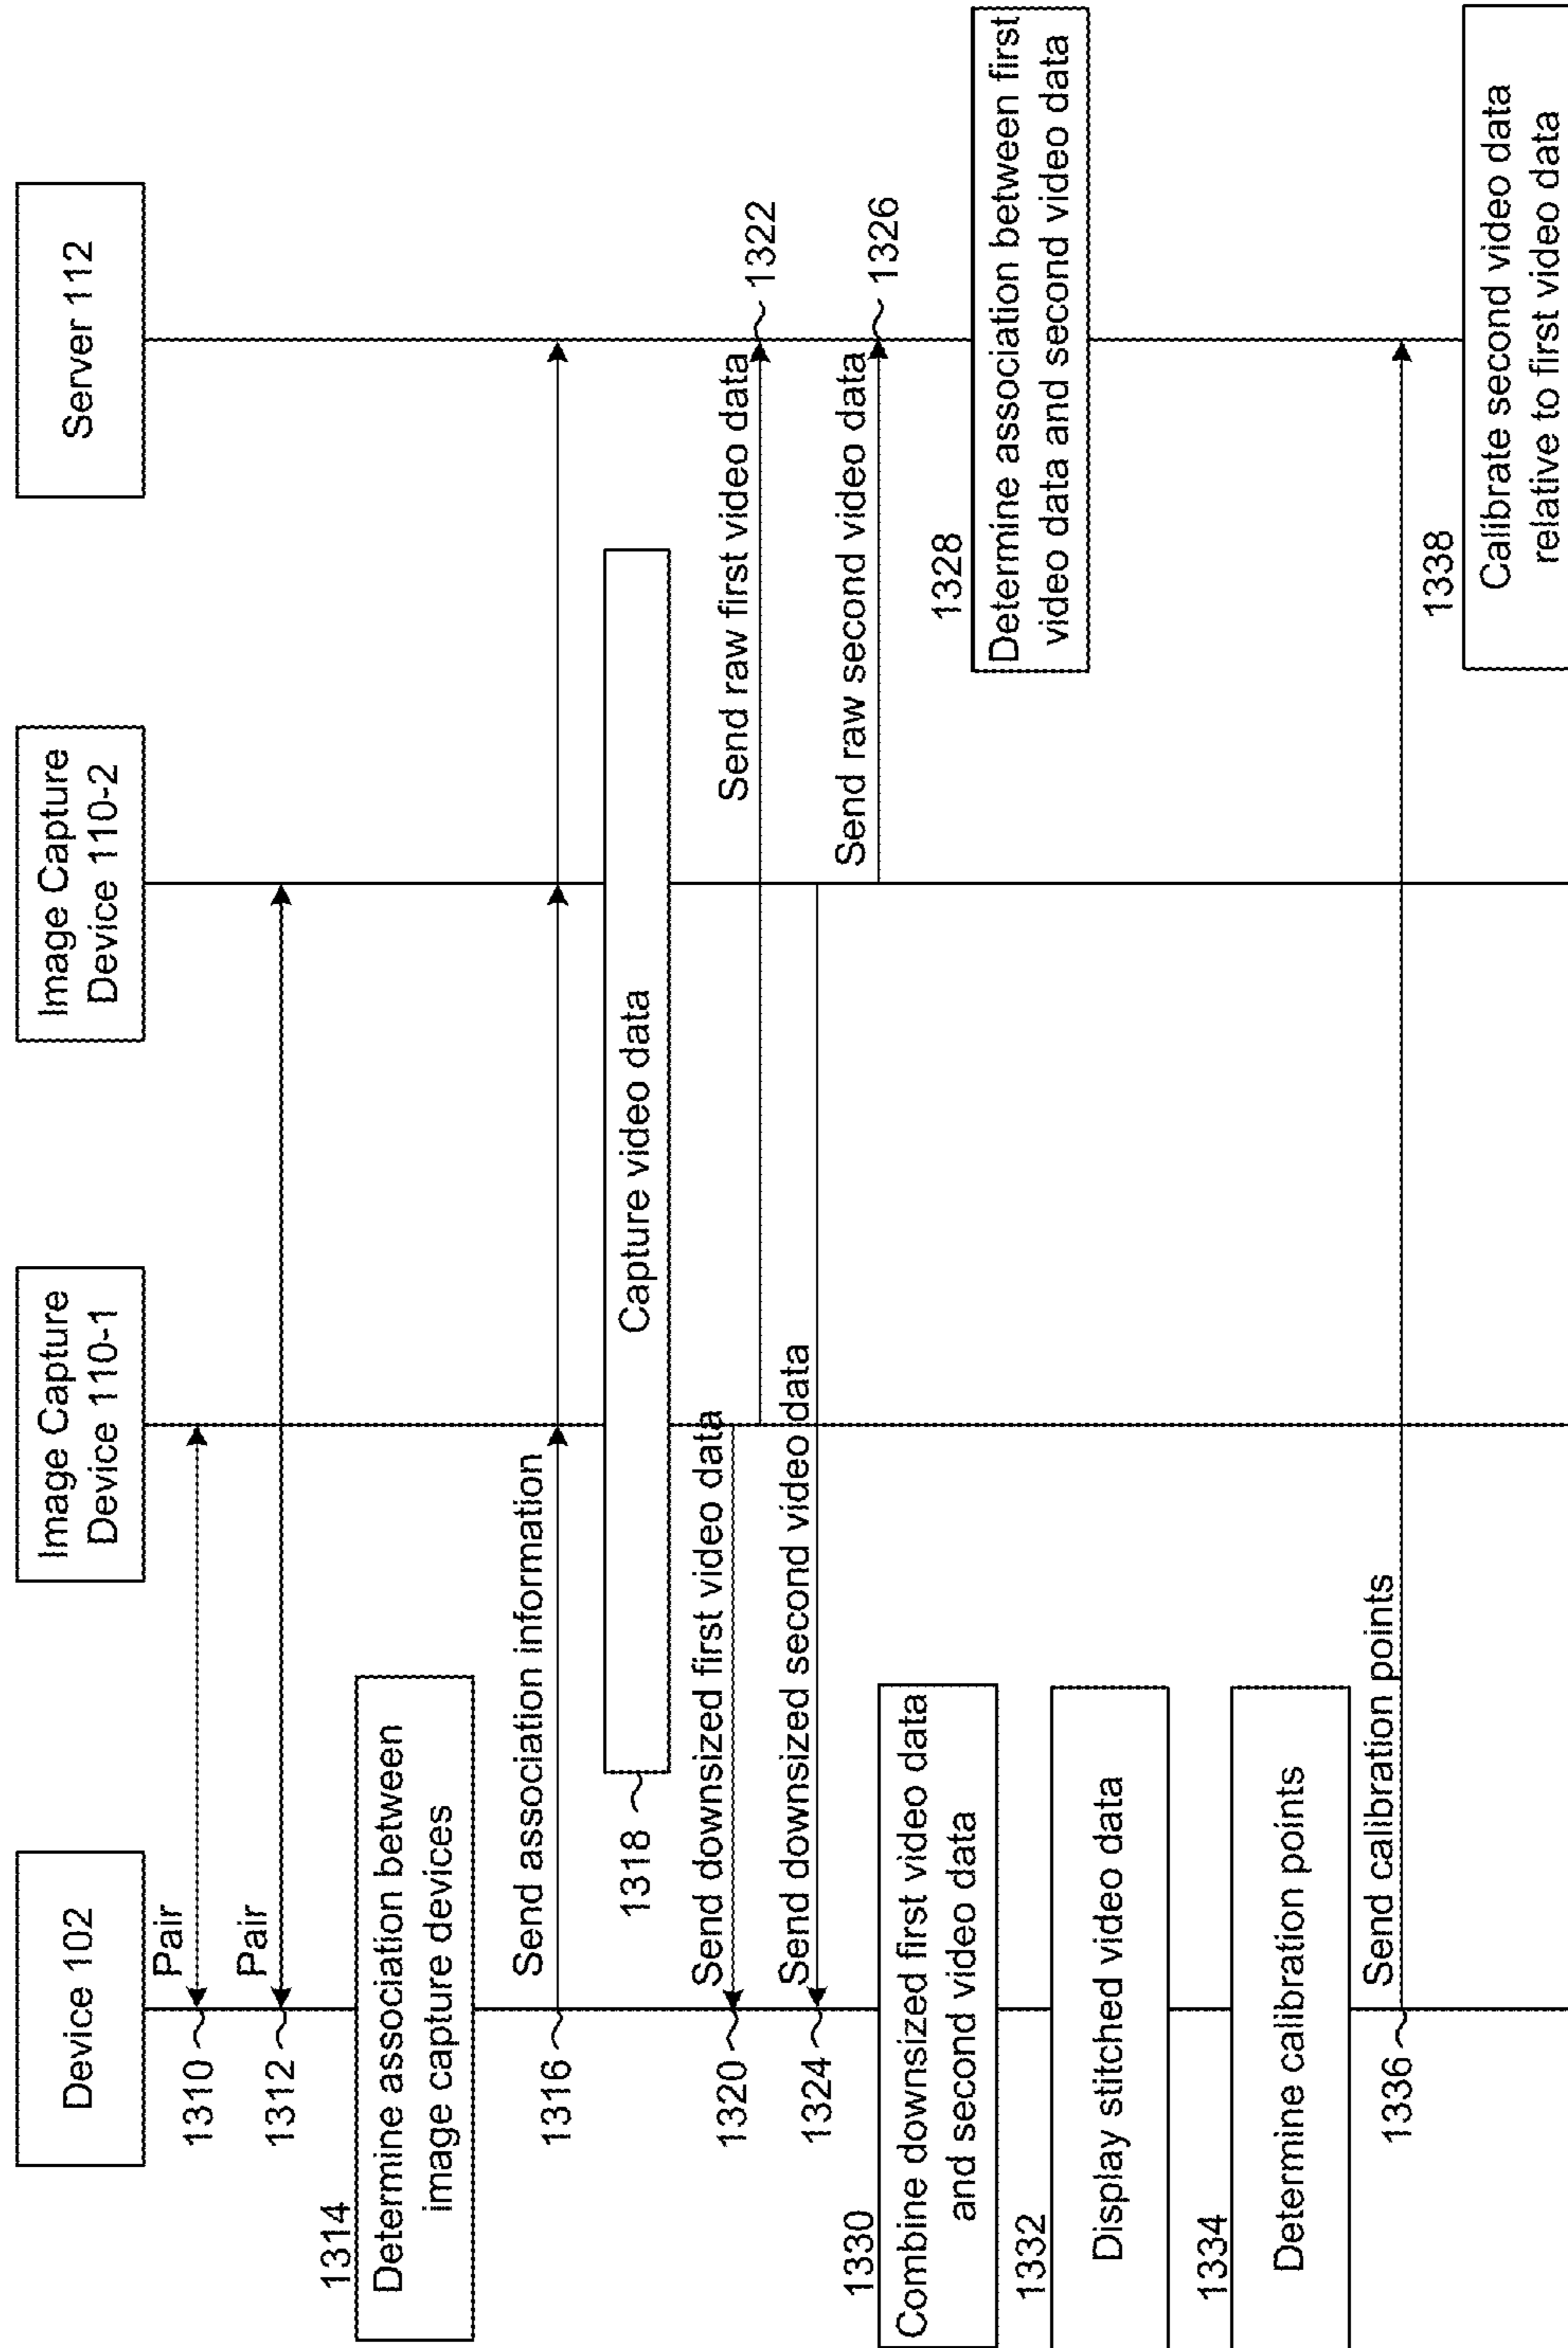 Device 102
Image Capture
Device 110-1
Image Capture
Device 110-2
Server 112
Pair
1310
Pair
1312
1314
Determine association between
image capture devices
Send association information
1316
Capture video data
1318
Send downsized first video data
1320
Send raw first video data
1322
Send downsized second video data
1324
Send raw second video data
1326
1328
Determine association between first
video data and second video data
1330
Combine downsized first video data
and second video data
1332
Display stitched video data
1334
Determine calibration points
Send calibration points
1336
1338
Calibrate second video data
relative to first video data